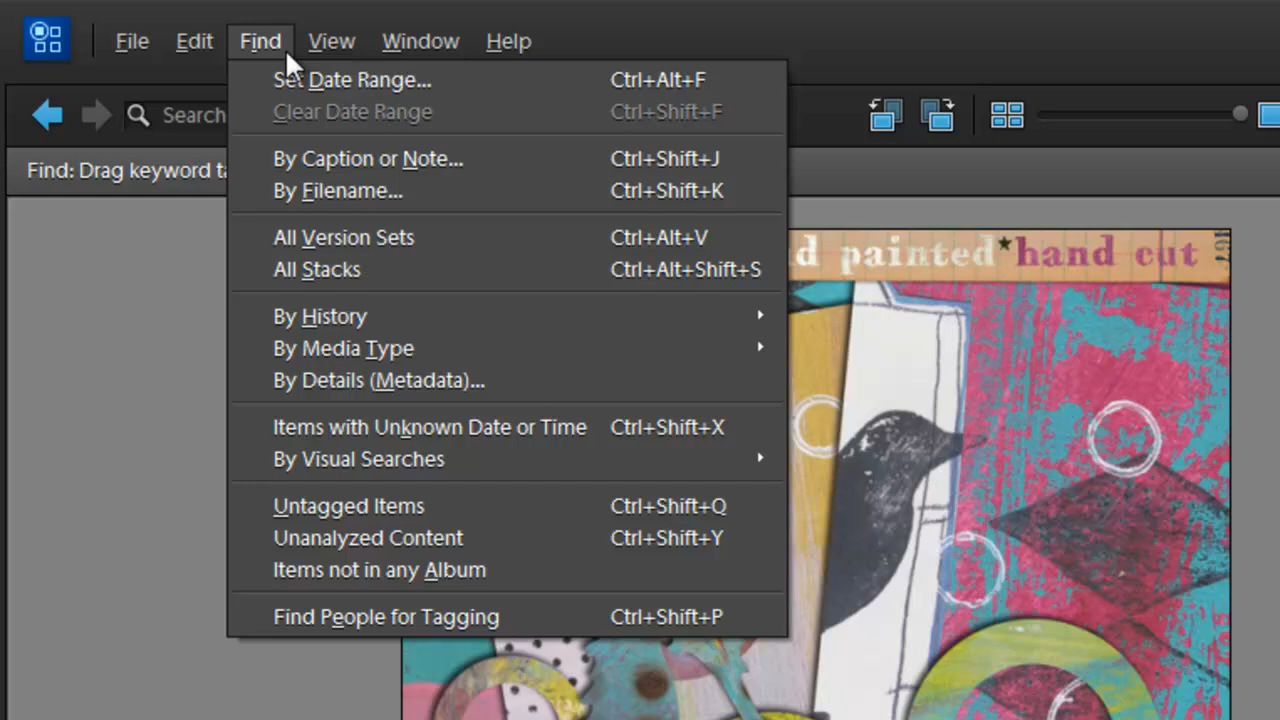 File Edit Find View Window Help
Set Date Range... Ctrl+Alt+F
Clear Date Range Ctrl+Shift+F
Search
By Caption or Note... Ctrl+Shift+J
Find: Drag keyword
By Filename... Ctrl+Shift+K
All Version Sets Ctrl+Alt+V
painted*hand cut
All Stacks Ctrl+Alt+Shift+S
By History
By Media Type
By Details (Metadata)...
Items with Unknown Date or Time Ctrl+Shift+X
By Visual Searches
Untagged Items Ctrl+Shift+Q
Unanalyzed Content Ctrl+Shift+Y
Items not in any Album
Find People for Tagging Ctrl+Shift+P